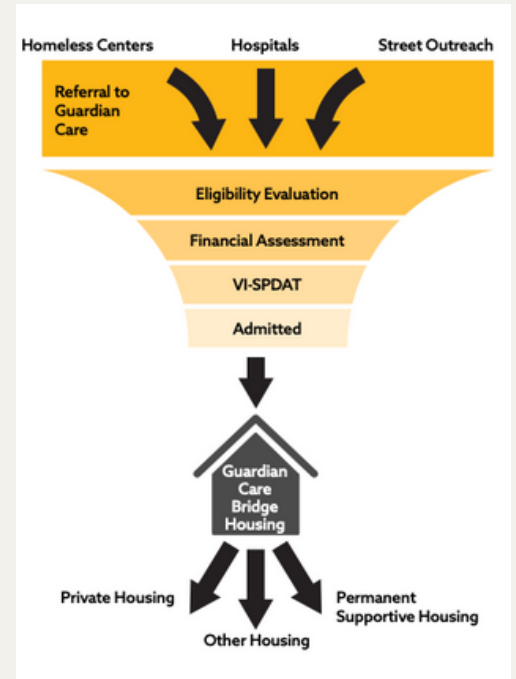 Homeless Centers
Hospitals
Street Outreach
Referral to
Guardian
Care
Eligibility Evaluation
Financial Assessment
VI-SPDAT
Admitted
Guardian
Care
Bridge
Housing
Private Housing
Other Housing
Permanent
Supportive Housing